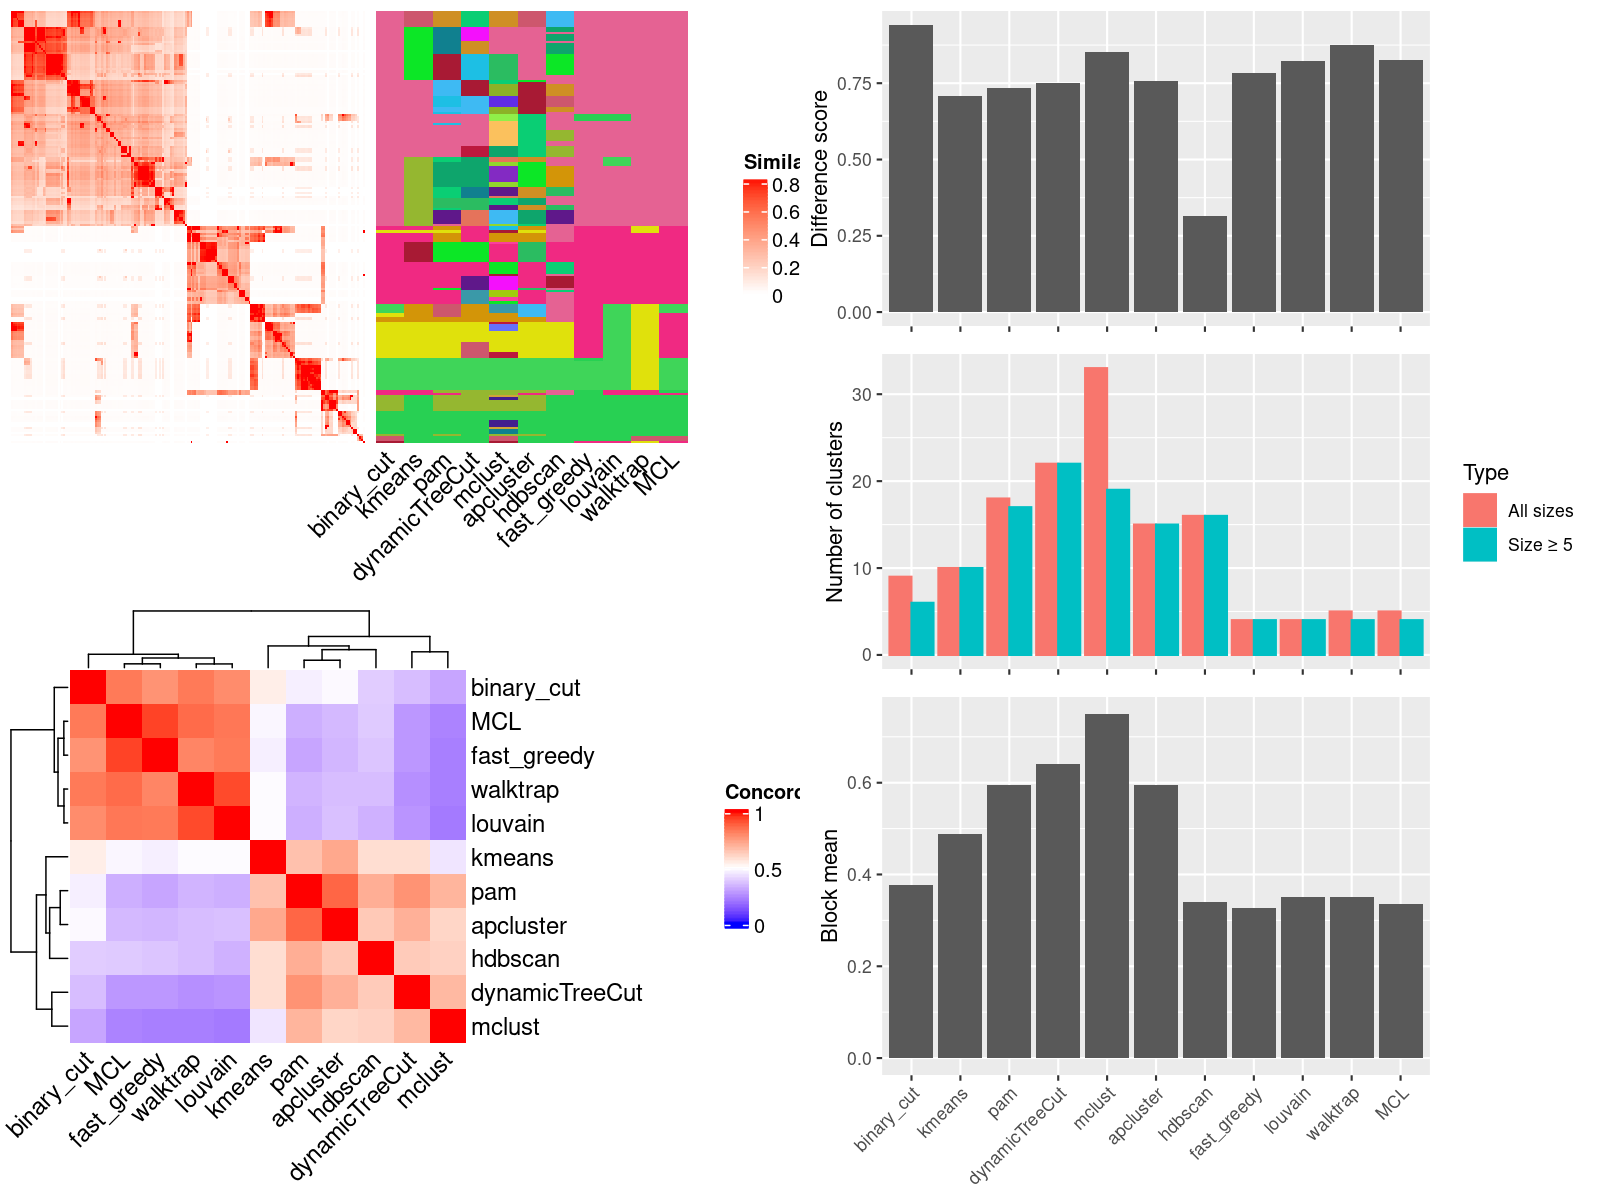 Simila
0.8
0.6
0.4
0.2
0
binary_cut
kmeans
pam
dynamicTreeCut
mclust
apcluster
hdbscan
fast_greedy
louvain
walktrap
MCL
binary_cut
MCL
fast_greedy
walktrap
louvain
kmeans
pam
apcluster
hdbscan
dynamicTreeCut
mclust
Concord
1
0.5
0
binary_cut
MCL
fast_greedy
walktrap
louvain
kmeans
pam
apcluster
hdbscan
dynamicTreeCut
mclust
Difference score
0.75
0.50
0.25
0.00
Number of clusters
30
20
10
0
Type
All sizes
Size ≥ 5
Block mean
0.6
0.4
0.2
0.0
binary_cut
kmeans
pam
dynamicTreeCut
mclust
apcluster
hdbscan
fast_greedy
louvain
walktrap
MCL